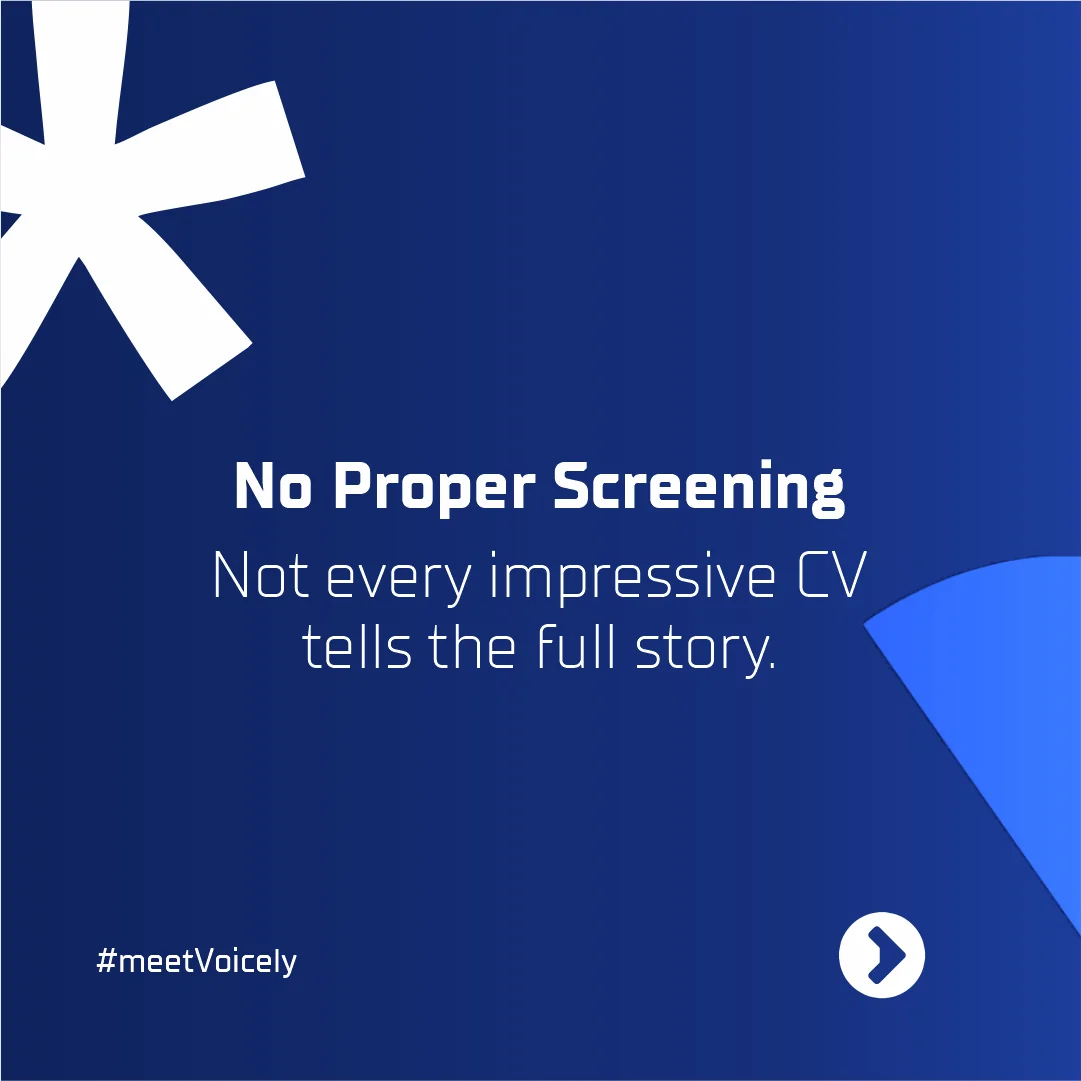 No Proper Screening
Not every impressive CV
tells the full story.
#meetVoicely